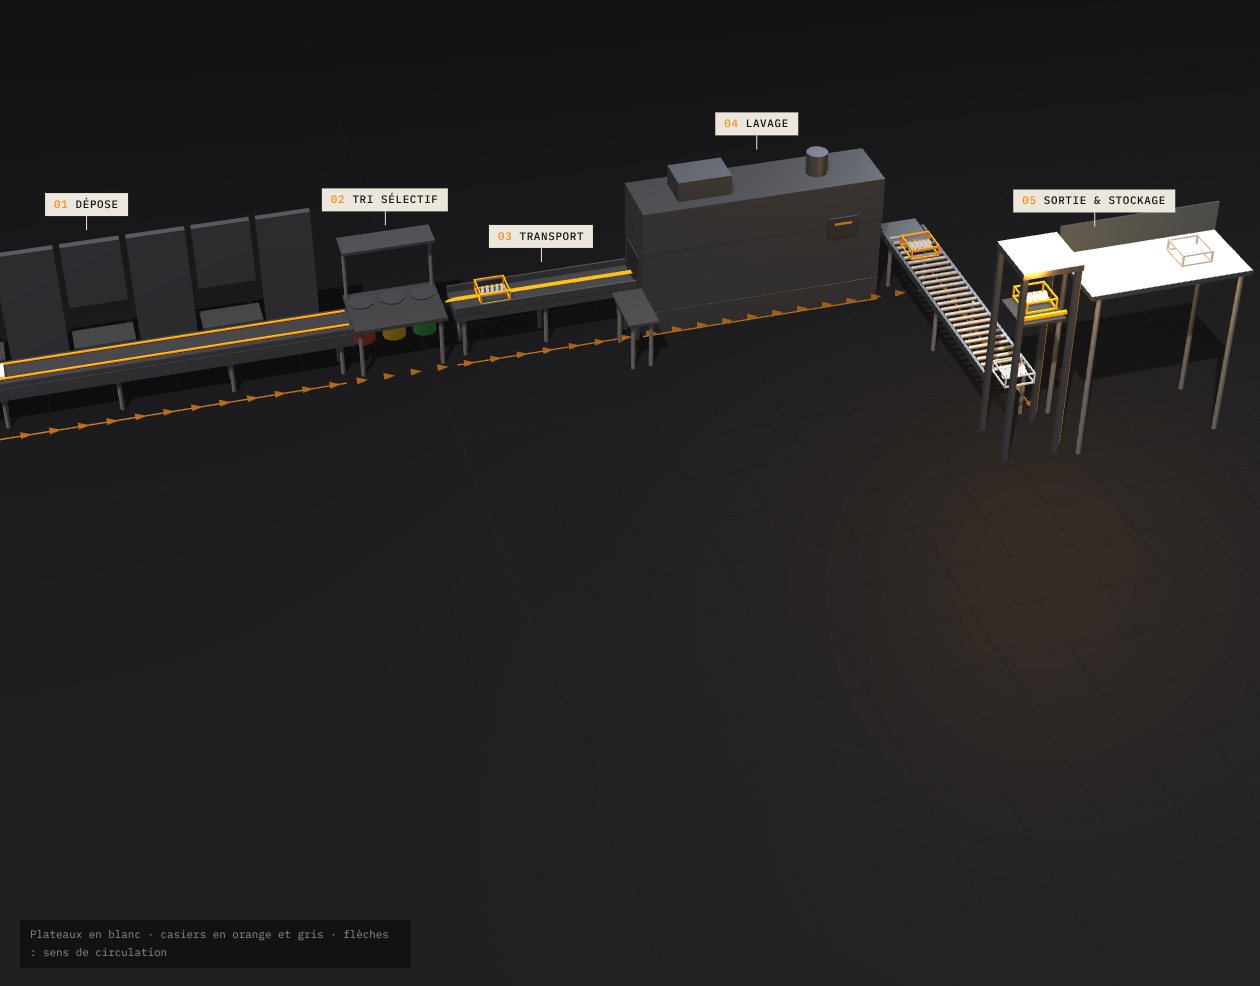 01 DÉPOSE
02 TRI SÉLECTIF
03 TRANSPORT
04 LAVAGE
05 SORTIE & STOCKAGE
Plateaux en blanc · casiers en orange et gris · flèches
: sens de circulation